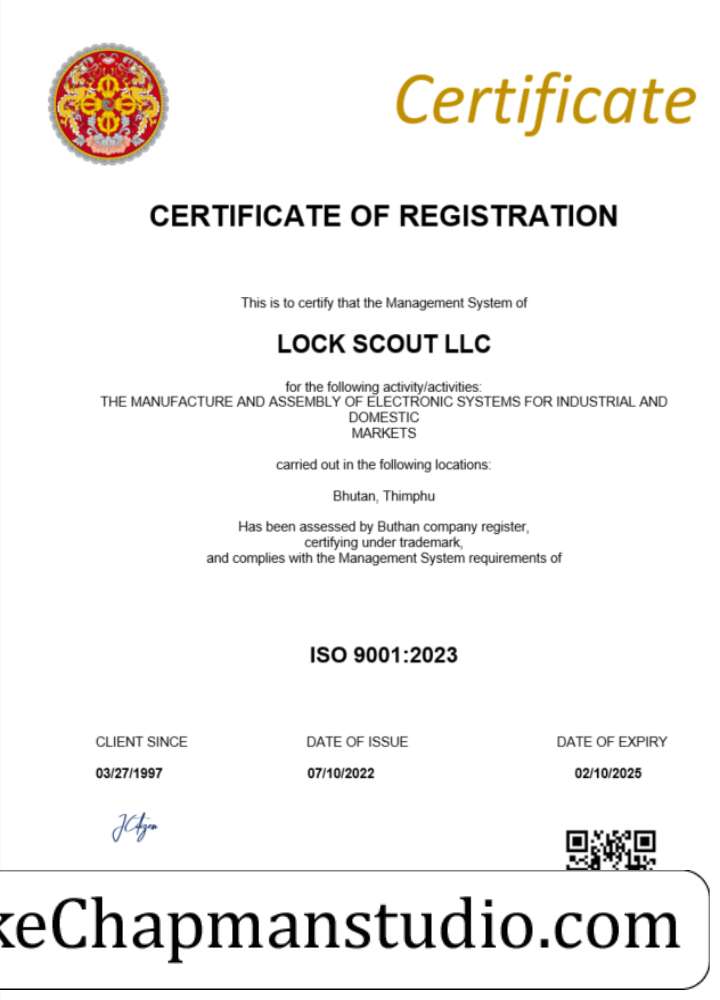 Certificate
CERTIFICATE OF REGISTRATION
This is to certify that the Management System of
LOCK SCOUT LLC
for the following activity/activities:
THE MANUFACTURE AND ASSEMBLY OF ELECTRONIC SYSTEMS FOR INDUSTRIAL AND
DOMESTIC
MARKETS
carried out in the following locations:
Bhutan, Thimphu
Has been assessed by Buthan company register,
certifying under trademark,
and complies with the Management System requirements of
ISO 9001:2023
CLIENT SINCE DATE OF ISSUE DATE OF EXPIRY
03/27/1997 07/10/2022 02/10/2025
JCitizen
keChapmanstudio.com